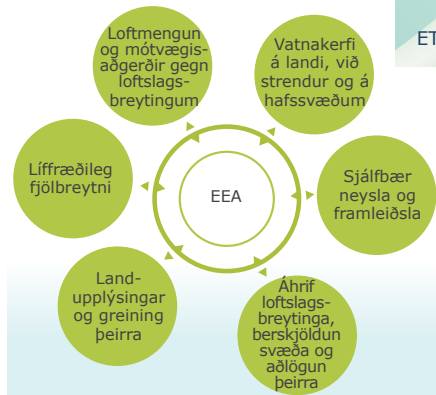 Loftmengun
og mótvægis-
aðgerðir gegn
loftslags-
breytingum
Vatnakerfi
á landi, við
strendur og á
hafssvæðum
ET
Líffræðileg
fjölbreytni
EEA
Sjálfbær
neysla og
framleiðsla
Land-
upplýsingar
og greining
þeirra
Áhrif
loftslags-
breytinga,
berskjöldun
svæða og
aðlögun
þeirra